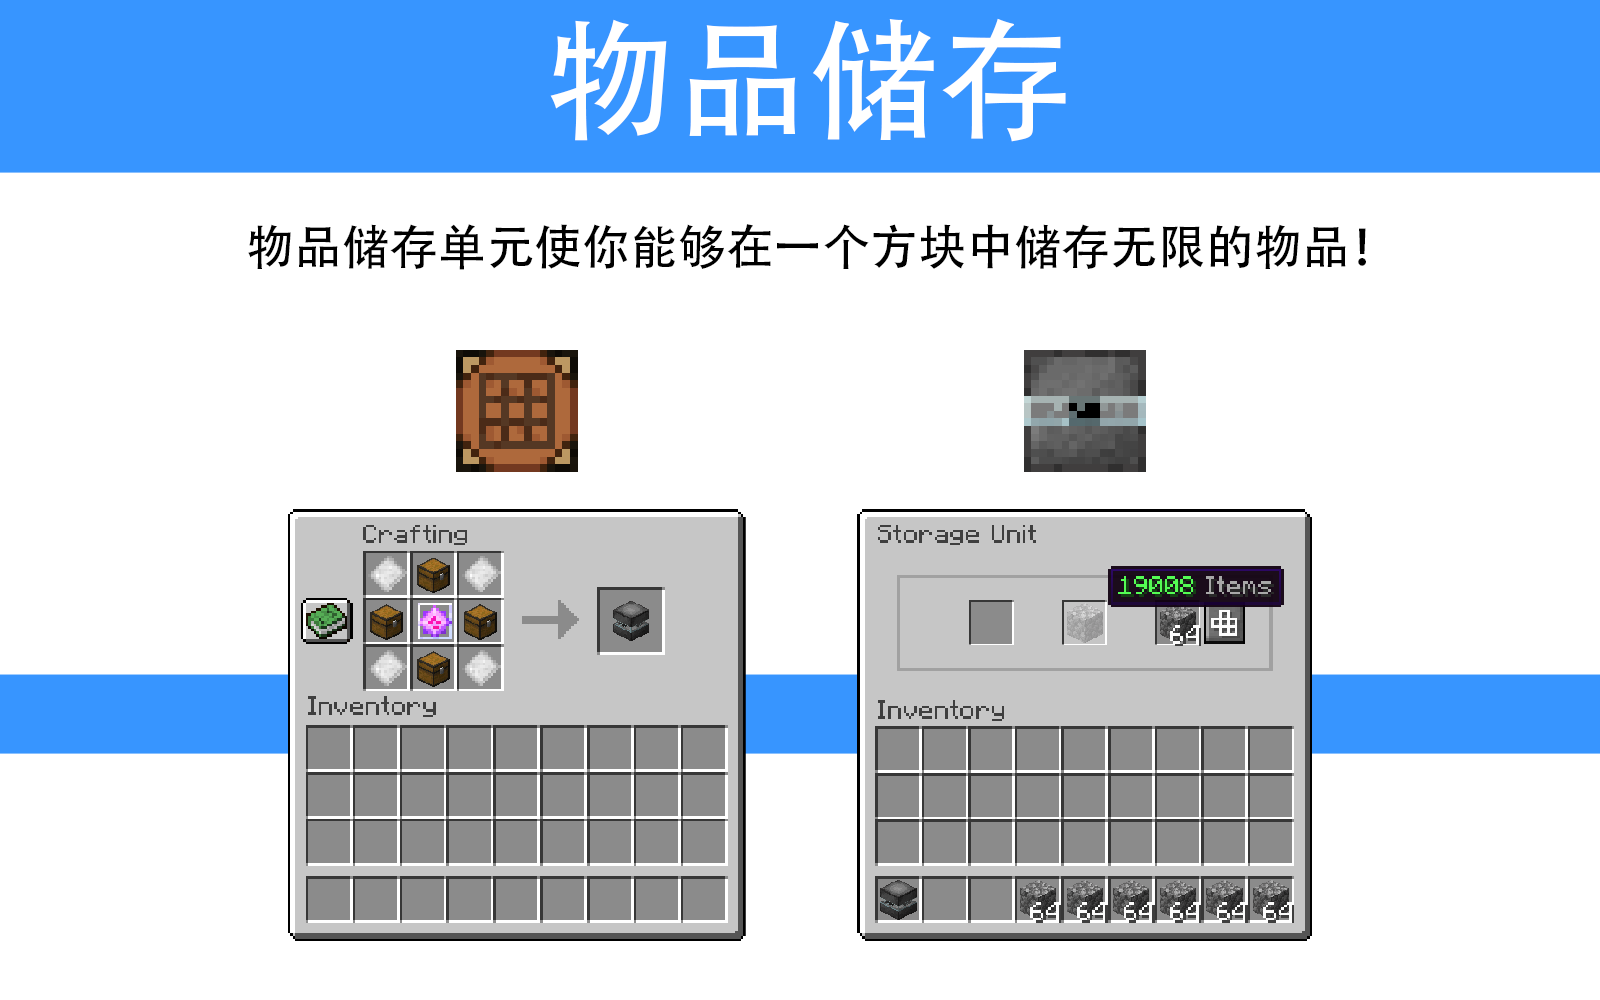 物品储存
物品储存单元使你能够在一个方块中储存无限的物品!
Crafting
Inventory
Storage Unit
19008 Items
64
Inventory
64 64 64 64 64 64